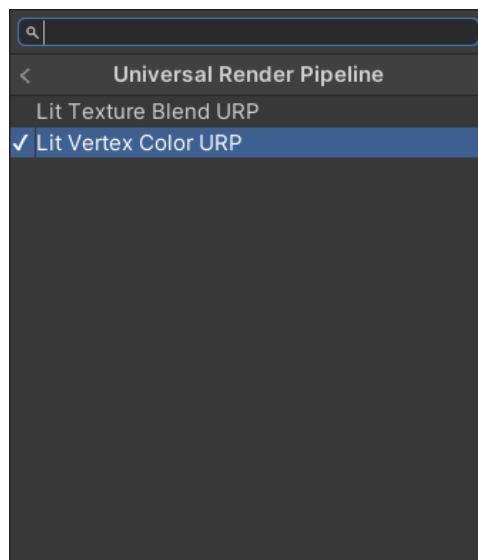 Universal Render Pipeline
Lit Texture Blend URP
Lit Vertex Color URP